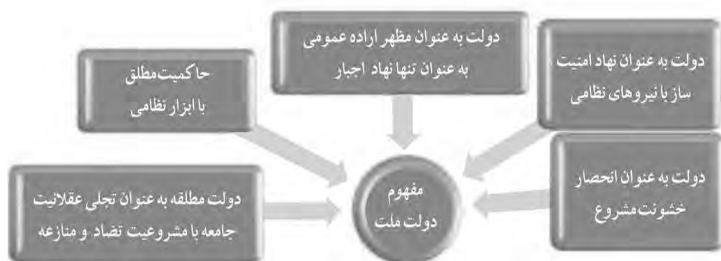 دولت به عنوان نهاد امنیت
ساز با نیروهای نظامی
دولت به عنوان مظهر اراده عمومی
به عنوان تنها نهاد اجبار
حاکمیت مطلق
با ابزار نظامی
دولت به عنوان انحصار
خشونت مشروع
مفهوم
دولت ملت
دولت مطلقه به عنوان تجلی عقلانیت
جامعه با مشروعیت تضاد و منازعه